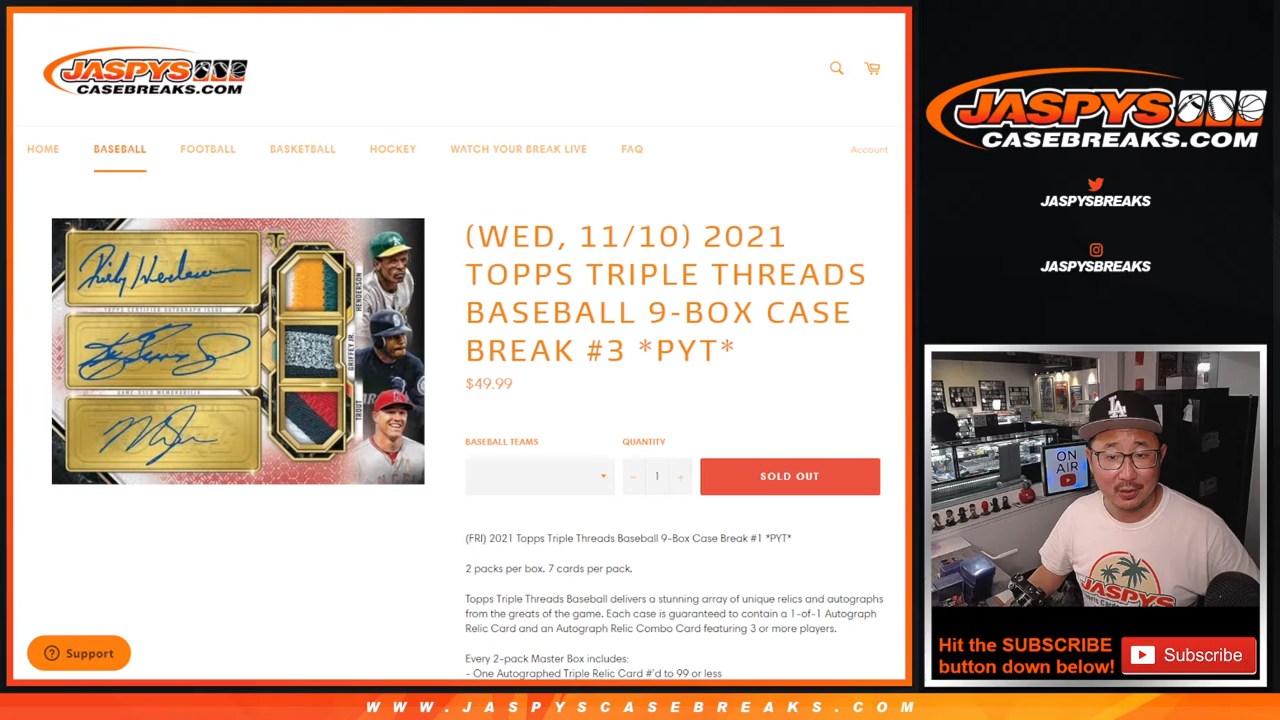 JASPYS
CASEBREAKS.COM
HOME BASEBALL FOOTBALL BASKETBALL HOCKEY WATCH YOUR BREAK LIVE FAQ Account
(WED, 11/10) 2021
TOPPS TRIPLE THREADS
BASEBALL 9-BOX CASE
BREAK #3 *PYT*
$49.99
BASEBALL TEAMS QUANTITY
1 + SOLD OUT
(FRI) 2021 Topps Triple Threads Baseball 9-Box Case Break #1 *PYT*
2 packs per box. 7 cards per pack.
Topps Triple Threads Baseball delivers a stunning array of unique relics and autographs
from the greats of the game. Each case is guaranteed to contain a 1-of-1 Autograph
Relic Card and an Autograph Relic Combo Card featuring 3 or more players.
Every 2-pack Master Box includes:
- One Autographed Triple Relic Card #'d to 99 or less
HENDERSON
GRIFFEY JR.
TROUT
Support
JASPYS
CASEBREAKS.COM
JASPYSBREAKS
JASPYSBREAKS
ON
AIR
LA
JASPYS
Hit the SUBSCRIBE
button down below!
Subscribe
WWW.JASPYSCASEBREAKS.COM